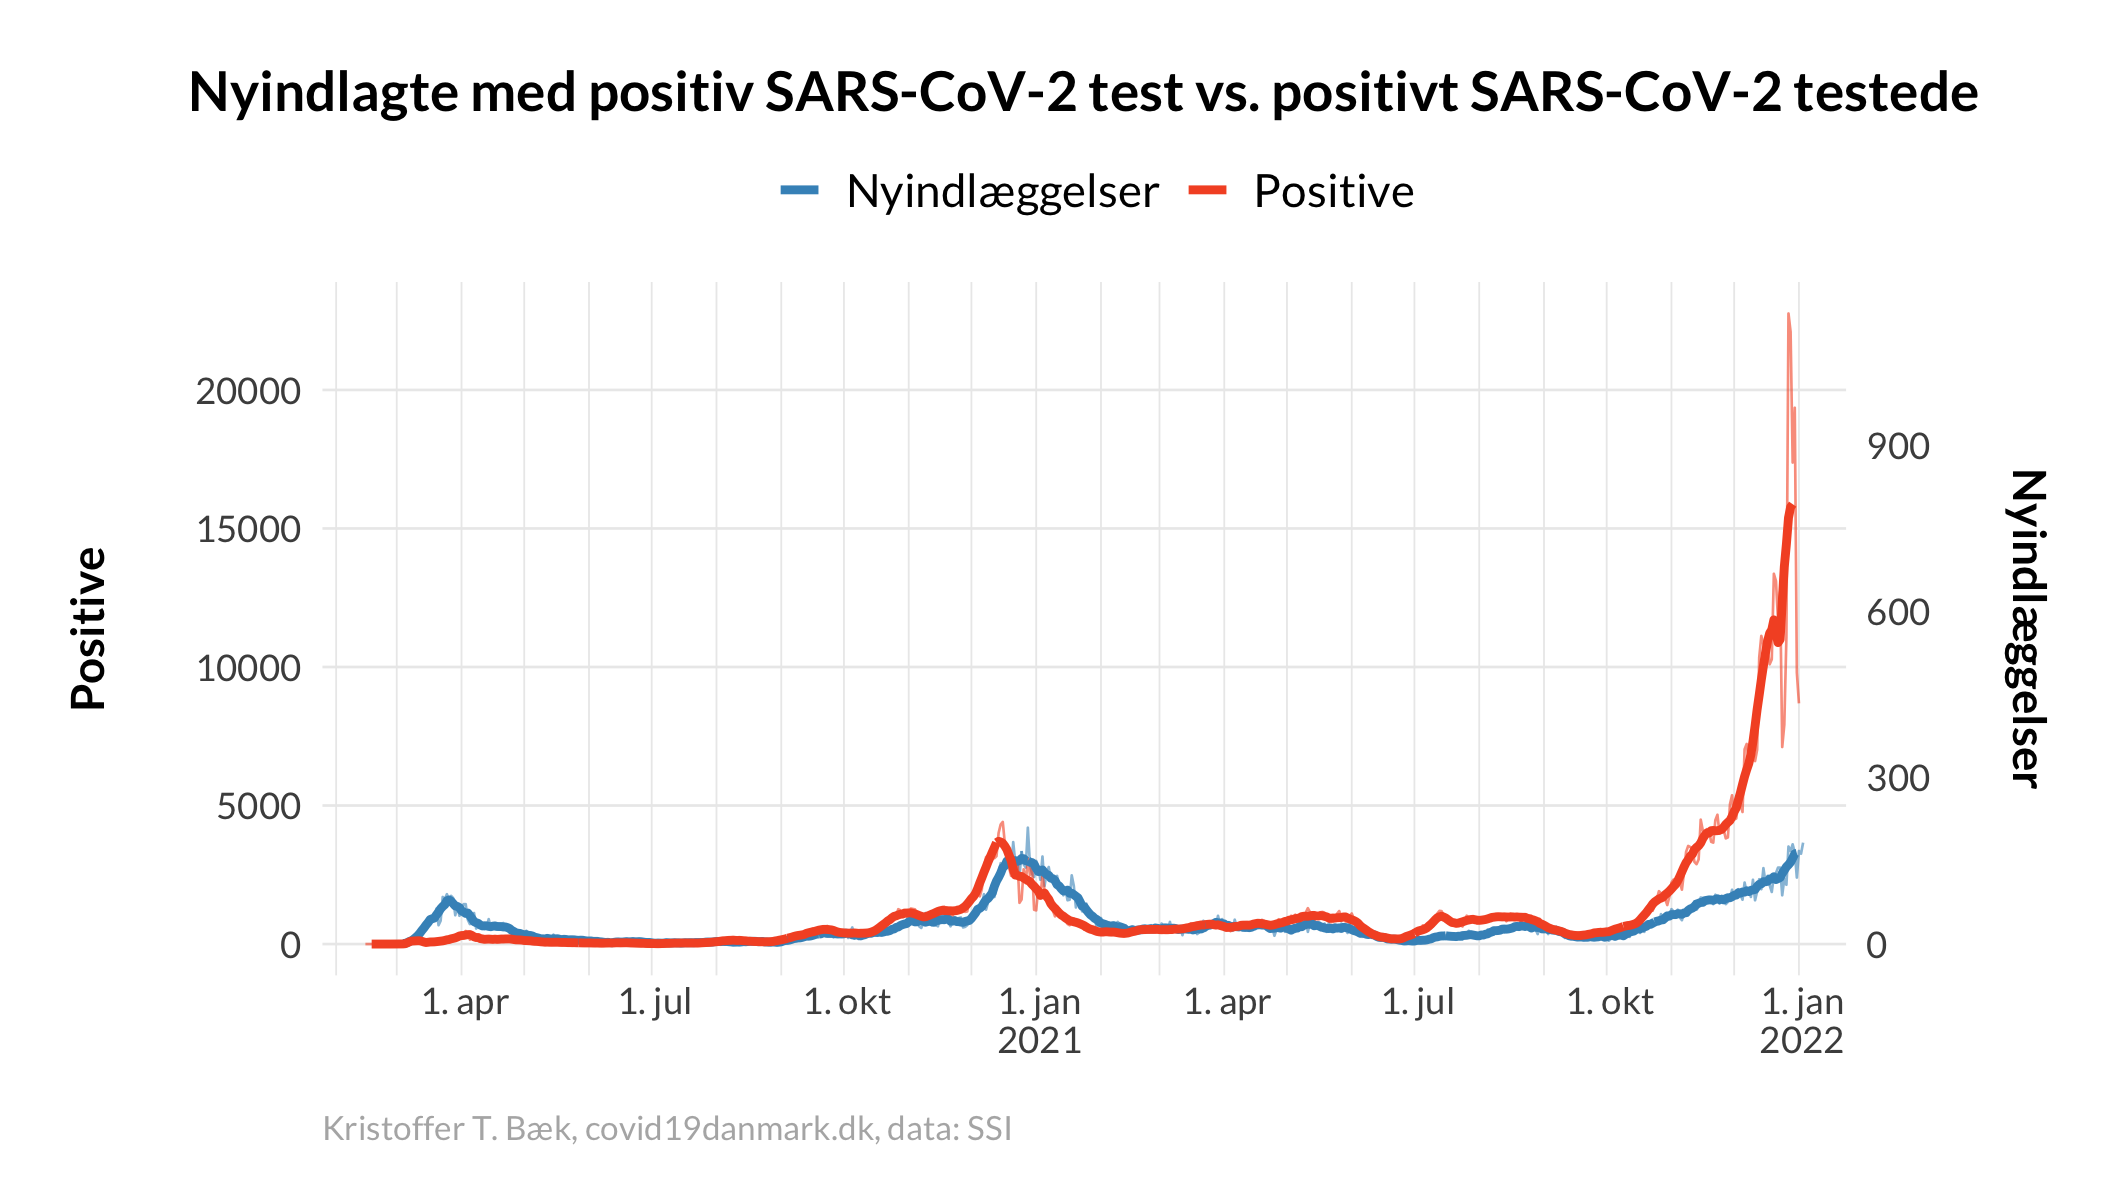 Nyindlagte med positiv SARS-CoV-2 test vs. positivt SARS-CoV-2 testede
Nyindlæggelser Positive
Positive
20000
15000
10000
5000
0
900
600
300
0
Nyindlæggelser
1. apr 1. jul 1. okt 1. jan 1. apr 1. jul 1. okt 1. jan
2021 2022
Kristoffer T. Bæk, covid19danmark.dk, data: SSI